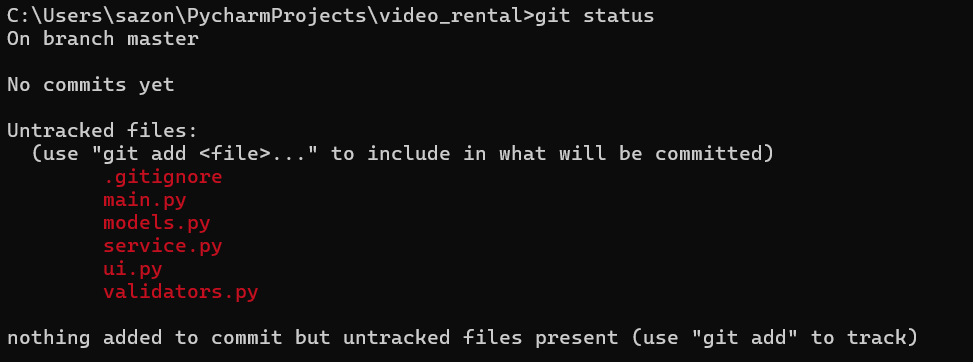 C:\Users\sazon\PycharmProjects\video_rental>git status
On branch master
No commits yet
Untracked files:
(use "git add <file>..." to include in what will be committed)
.gitignore
main.py
models.py
service.py
ui.py
validators.py
nothing added to commit but untracked files present (use "git add" to track)